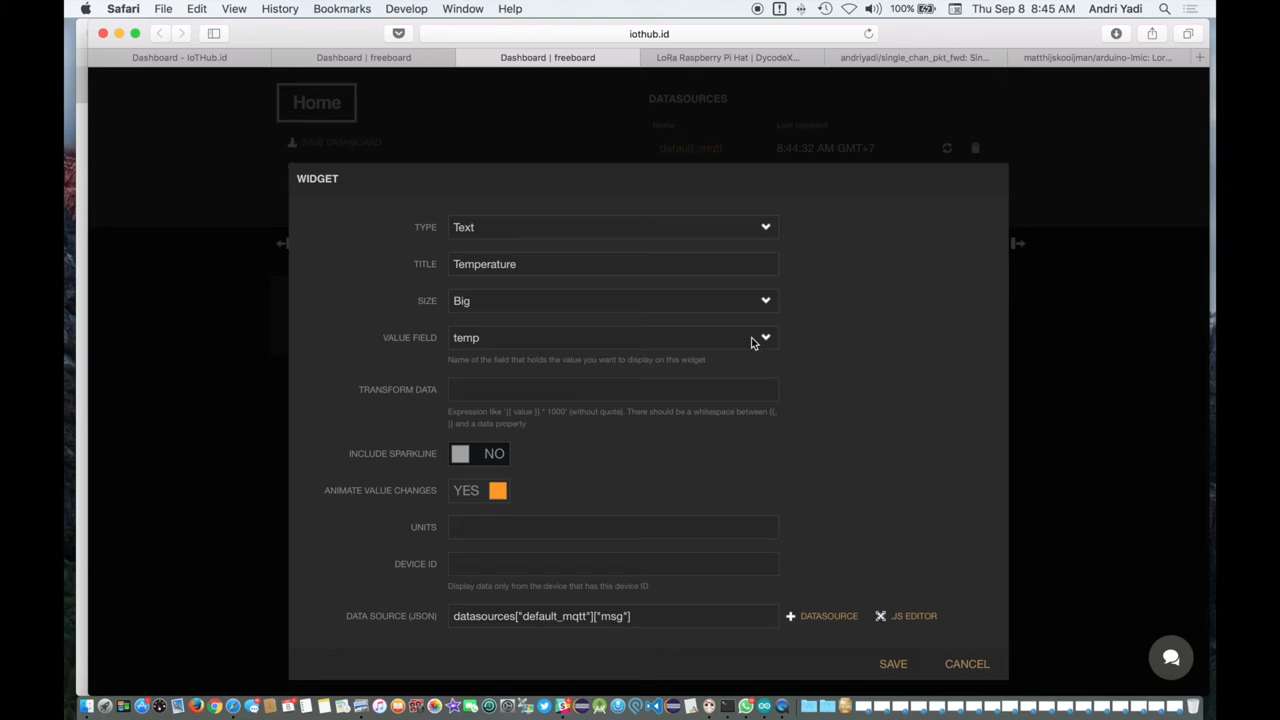 Safari File Edit View History Bookmarks Develop Window Help 100% Thu Sep 8 8:45 AM Andri Yadi
iothub.id
Dashboard - IoTHub.id Dashboard | freeboard Dashboard | freeboard LoRa Raspberry Pi Hat | DycodeX... andriyadi/single_chan_pkt_fwd: Sin... matthijskooijman/arduino-lmic: Lor...
Home
DATASOURCES
Name Last Updated
SAVE DASHBOARD
default_mqtt 8:44:32 AM GMT+7
WIDGET
TYPE Text
TITLE Temperature
SIZE Big
VALUE FIELD temp
Name of the field that holds the value you want to display on this widget
TRANSFORM DATA
Expression like '{{ value }} * 1000' (without quote). There should be a whitespace between {{,
}} and a data property
INCLUDE SPARKLINE NO
ANIMATE VALUE CHANGES YES
UNITS
DEVICE ID
Display data only from the device that has this device ID
DATA SOURCE (JSON) datasources["default_mqtt"]["msg"] DATASOURCE .JS EDITOR
SAVE CANCEL